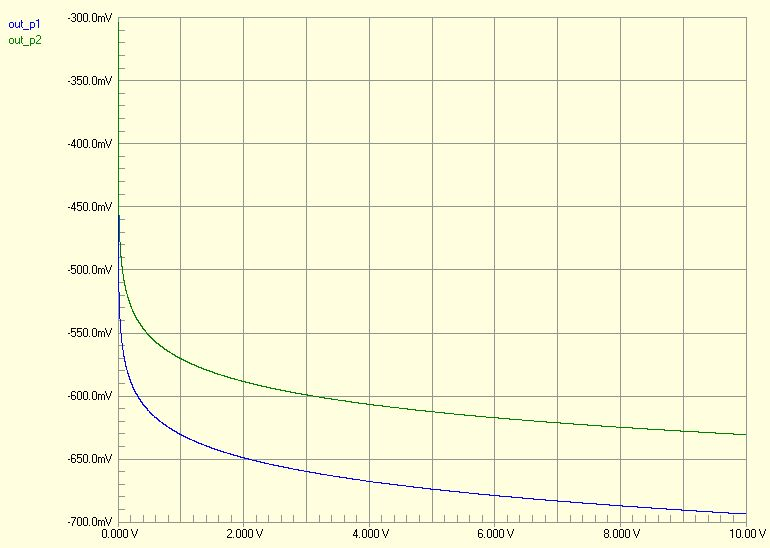 out_p1
out_p2
-300.0mV
-350.0mV
-400.0mV
-450.0mV
-500.0mV
-550.0mV
-600.0mV
-650.0mV
-700.0mV
0.000 V 2.000 V 4.000 V 6.000 V 8.000 V 10.00 V